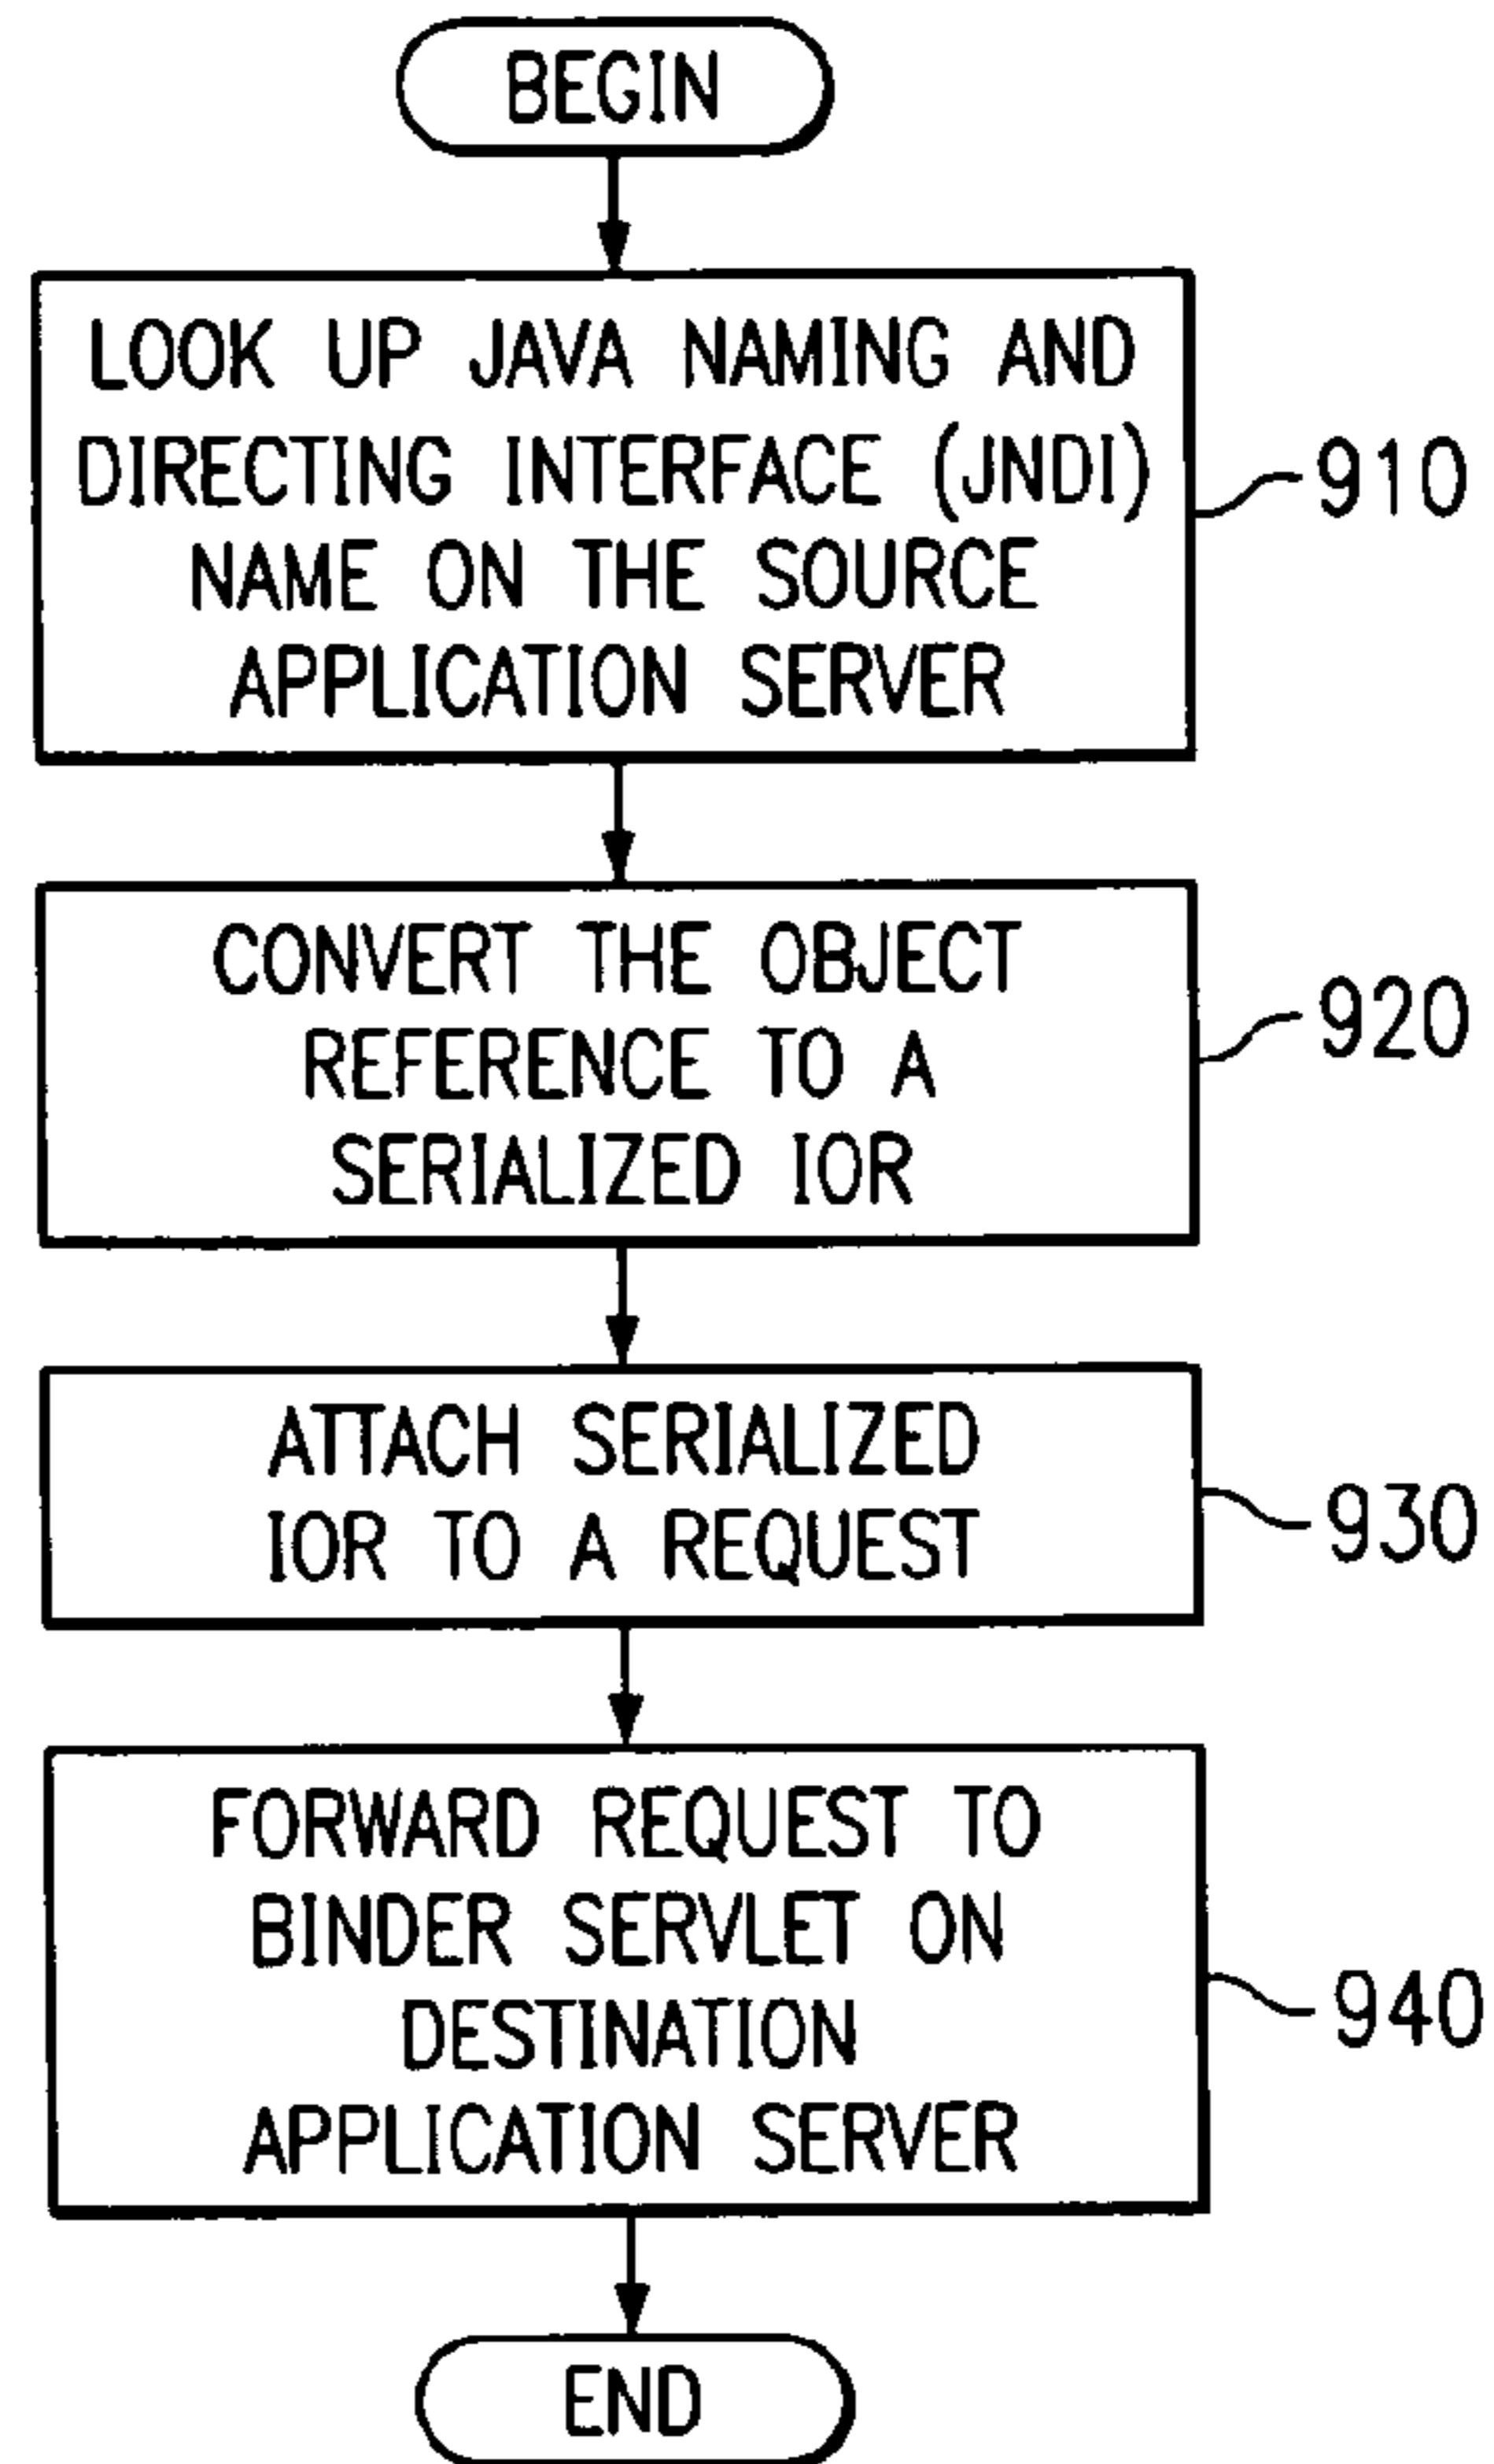 BEGIN
LOOK UP JAVA NAMING AND
DIRECTING INTERFACE (JNDI)
NAME ON THE SOURCE
APPLICATION SERVER
910
CONVERT THE OBJECT
REFERENCE TO A
SERIALIZED IOR
920
ATTACH SERIALIZED
IOR TO A REQUEST
930
FORWARD REQUEST TO
BINDER SERVLET ON
DESTINATION
APPLICATION SERVER
940
END